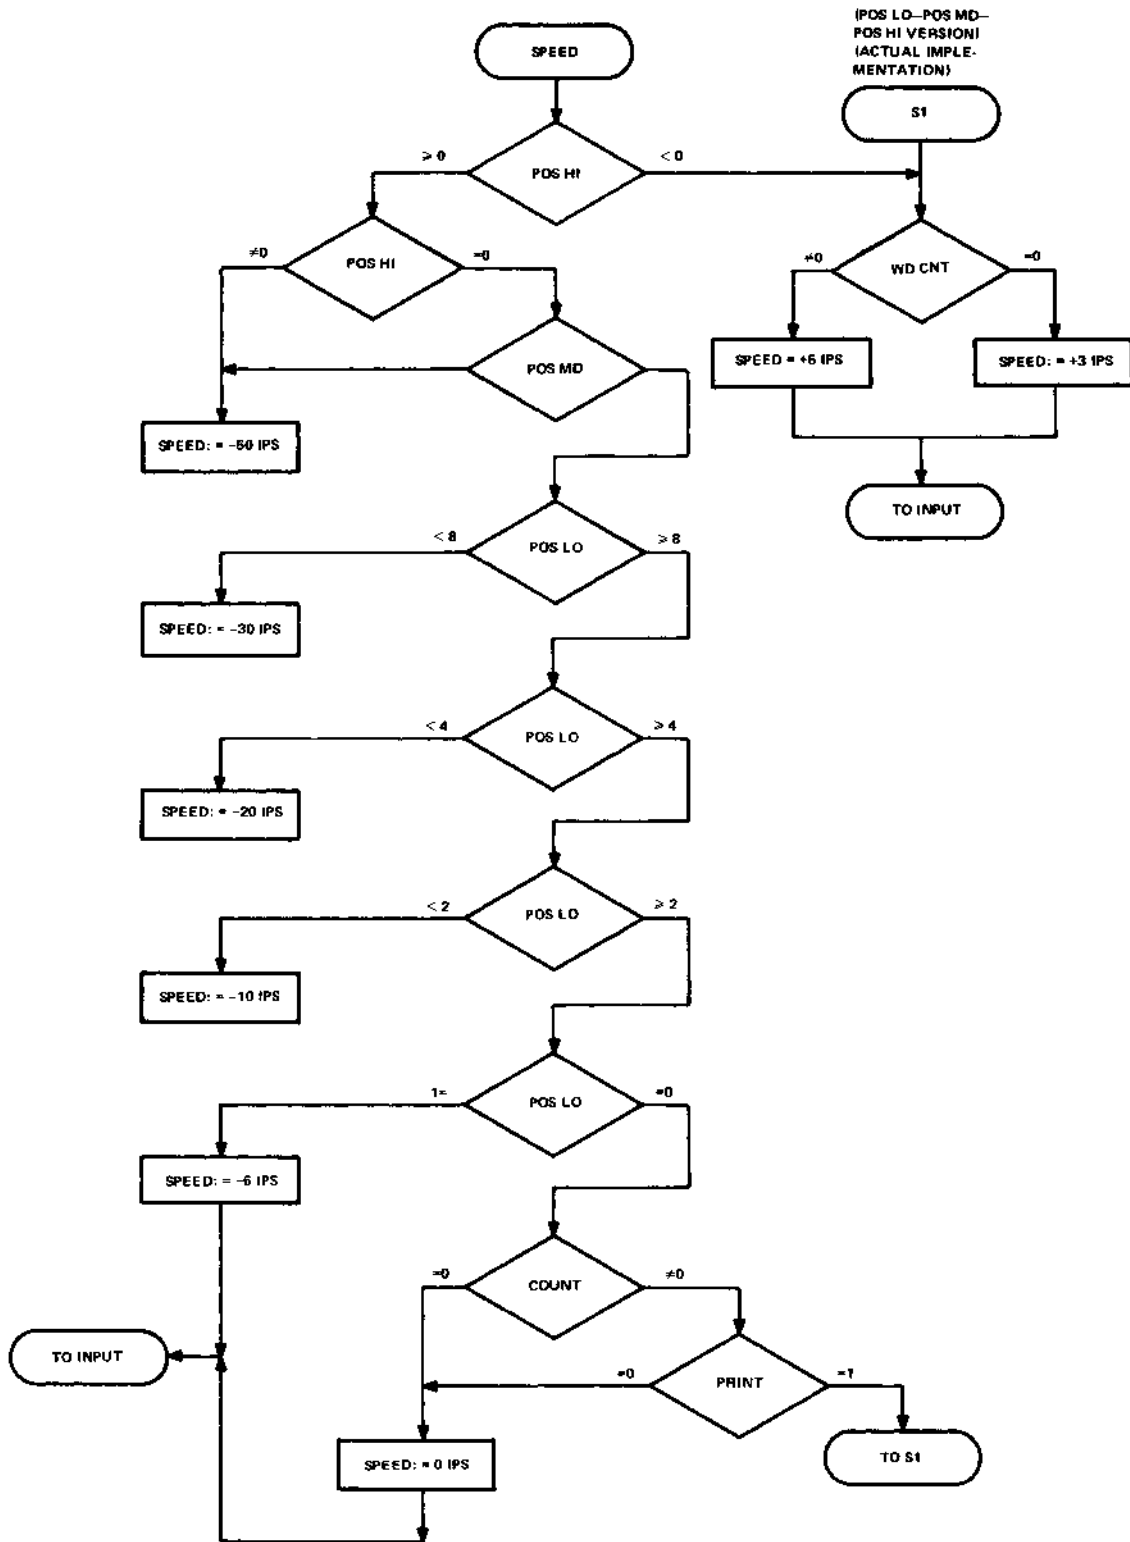 (POS LO—POS MD—
POS HI VERSION)
(ACTUAL IMPLE-
MENTATION)
SPEED
S1
≥ 0
POS HI
< 0
≠0
POS HI
=0
≠0
WD CNT
=0
POS MD
SPEED = +6 IPS
SPEED: = +3 IPS
SPEED: = -60 IPS
TO INPUT
< 8
POS LO
≥ 8
SPEED: = -30 IPS
< 4
POS LO
≥ 4
SPEED: = -20 IPS
< 2
POS LO
≥ 2
SPEED: = -10 IPS
1=
POS LO
=0
SPEED: = -6 IPS
=0
COUNT
≠0
TO INPUT
=0
PRINT
=1
SPEED: = 0 IPS
TO S1